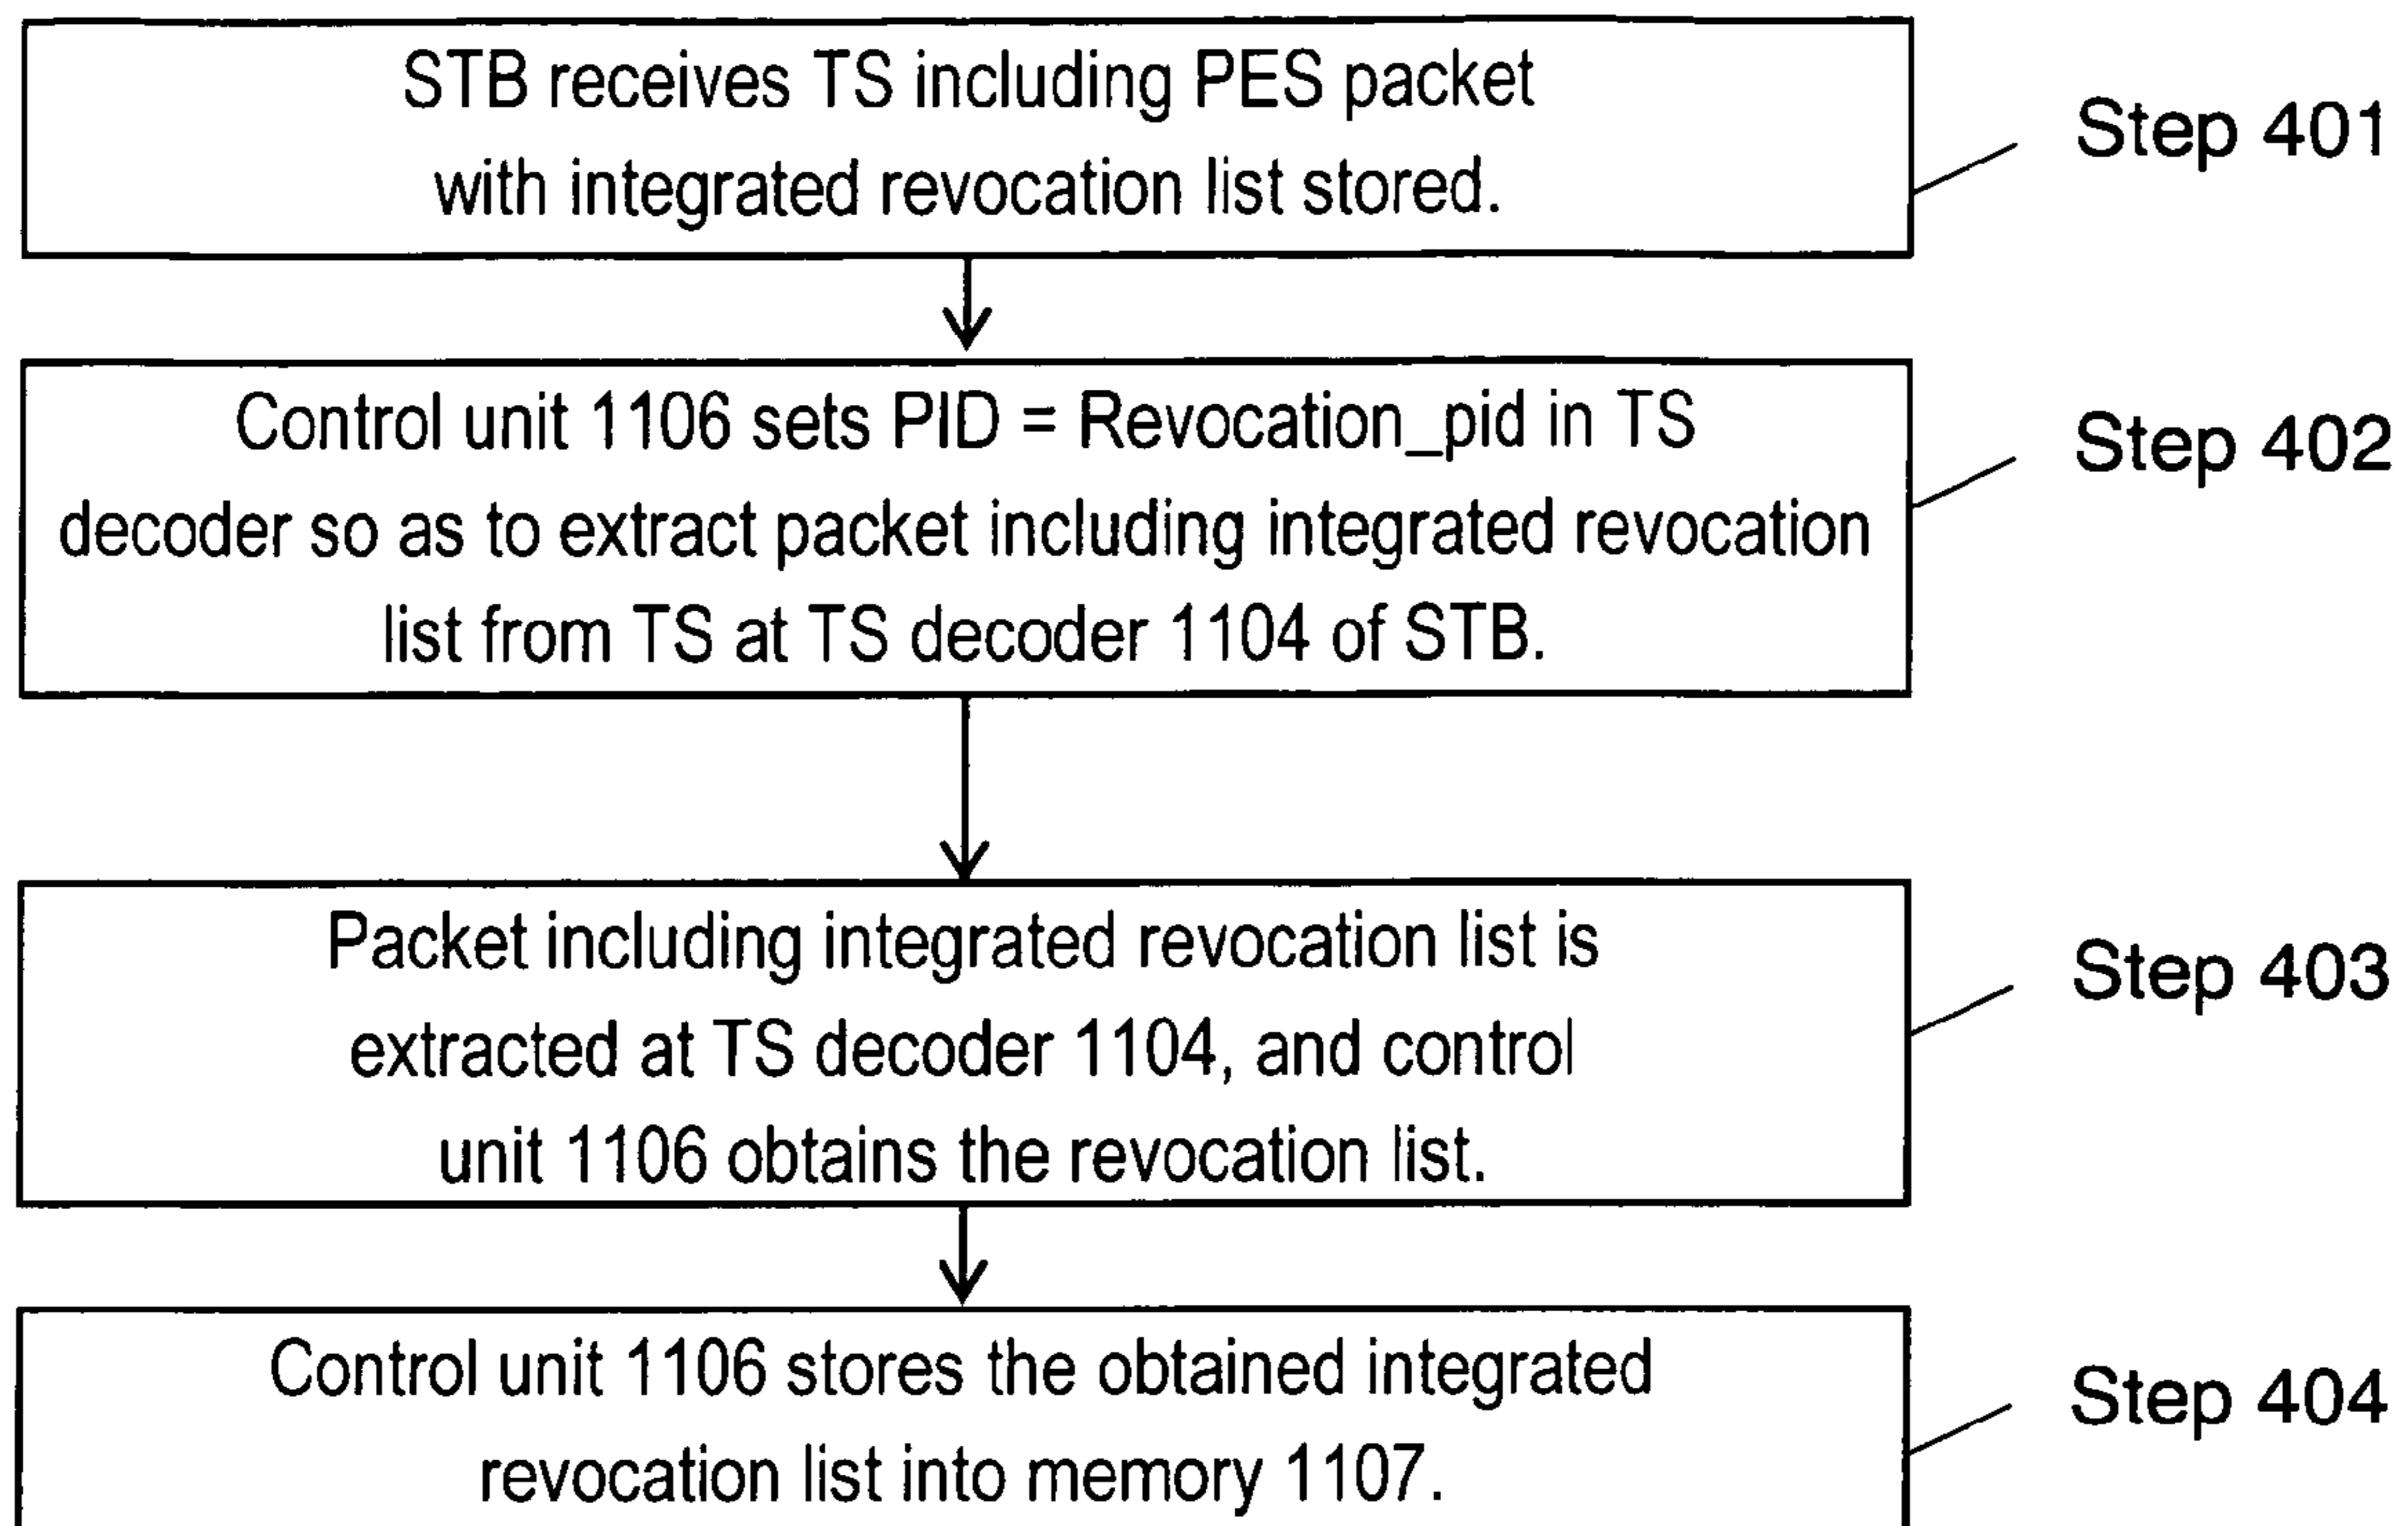 STB receives TS including PES packet
with integrated revocation list stored.
Step 401
Control unit 1106 sets PID = Revocation_pid in TS
decoder so as to extract packet including integrated revocation
list from TS at TS decoder 1104 of STB.
Step 402
Packet including integrated revocation list is
extracted at TS decoder 1104, and control
unit 1106 obtains the revocation list.
Step 403
Control unit 1106 stores the obtained integrated
revocation list into memory 1107.
Step 404